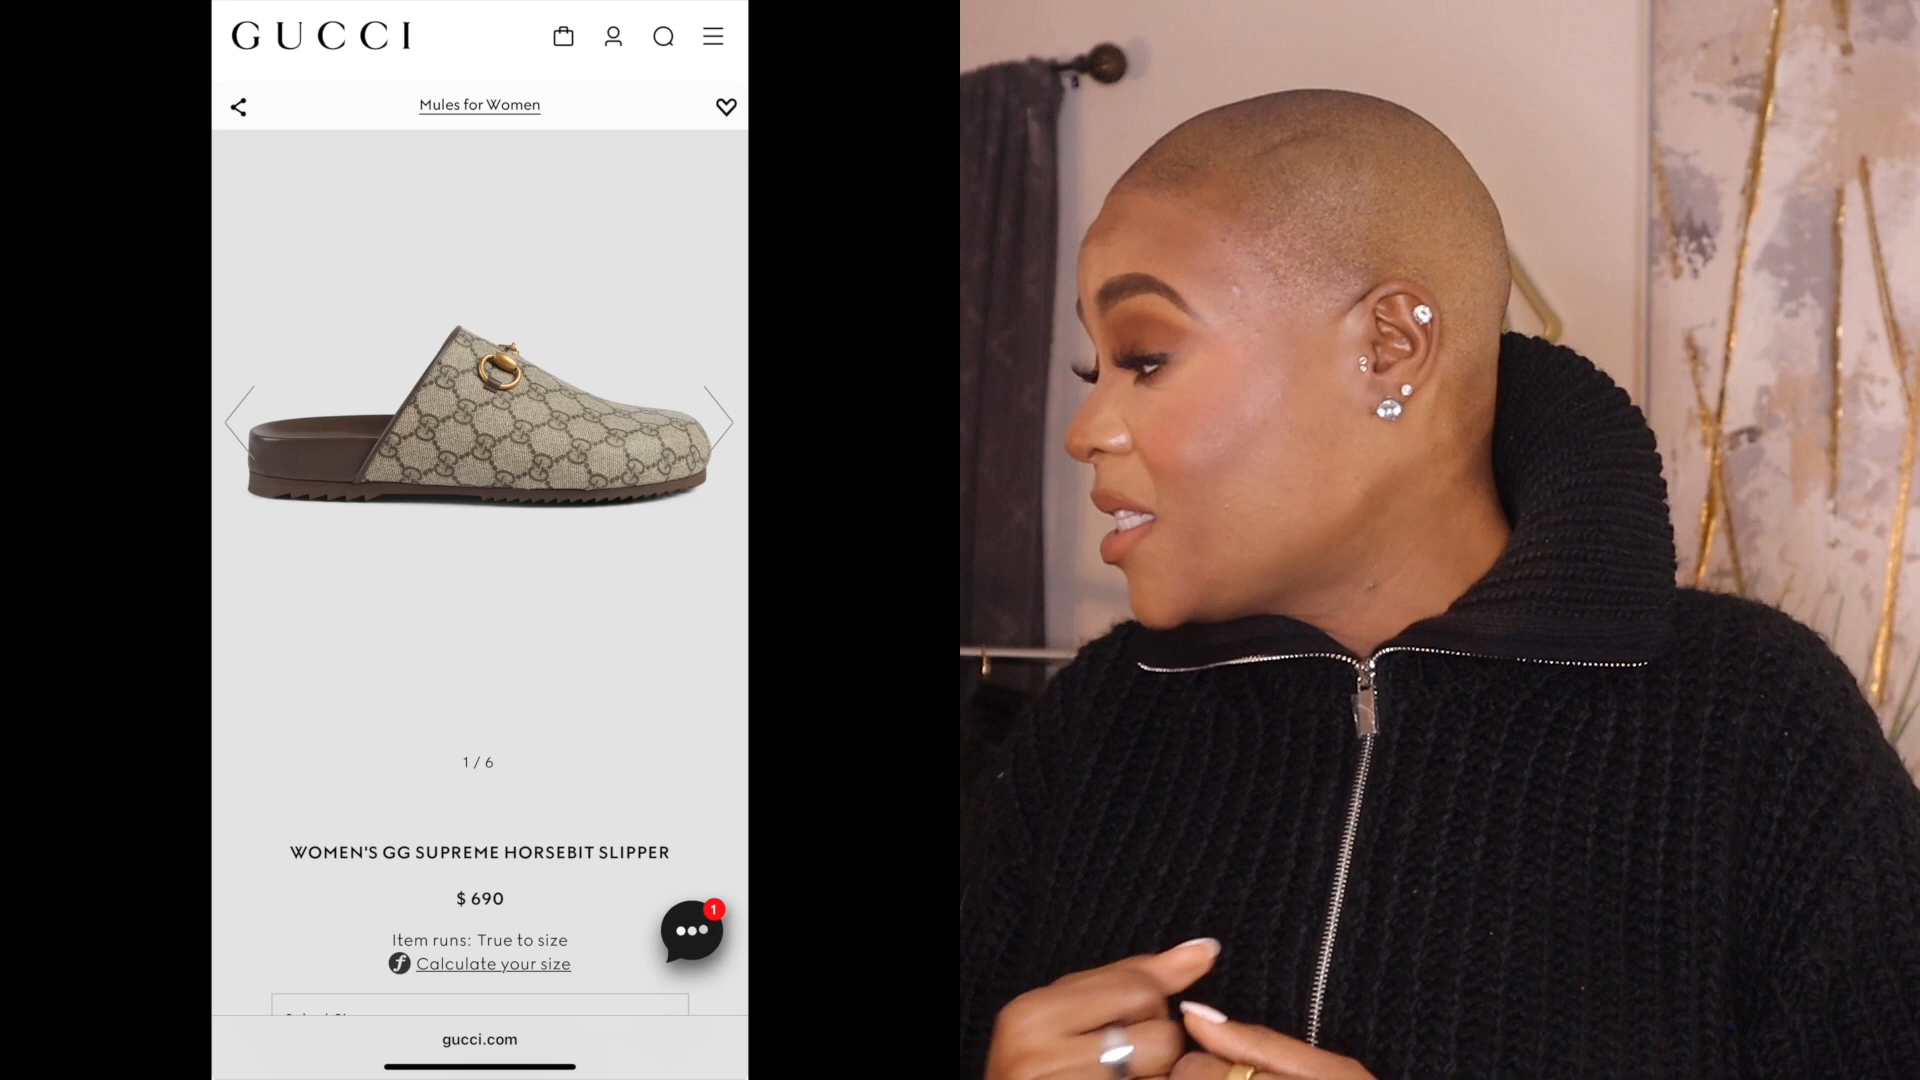 GUCCI
Mules for Women
1 / 6
WOMEN'S GG SUPREME HORSEBIT SLIPPER
$ 690
1
Item runs: True to size
Calculate your size
gucci.com